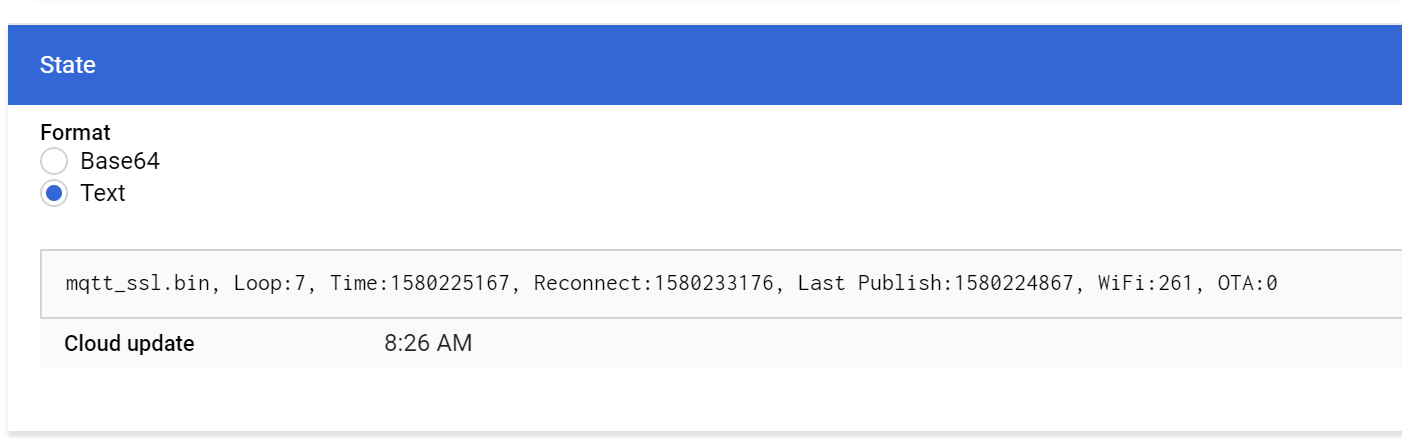 State
Format
Base64
Text
mqtt_ssl.bin, Loop:7, Time:1580225167, Reconnect:1580233176, Last Publish:1580224867, WiFi:261, OTA:0
Cloud update 8:26 AM